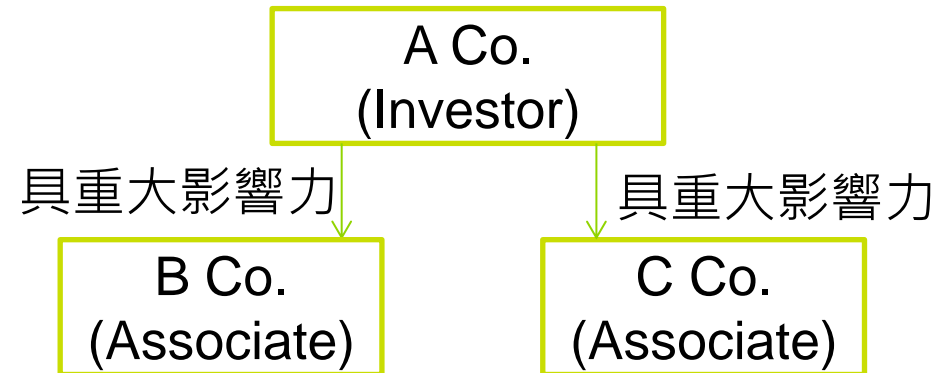 A Co.
(Investor)
具重大影響力
具重大影響力
B Co.
(Associate)
C Co.
(Associate)